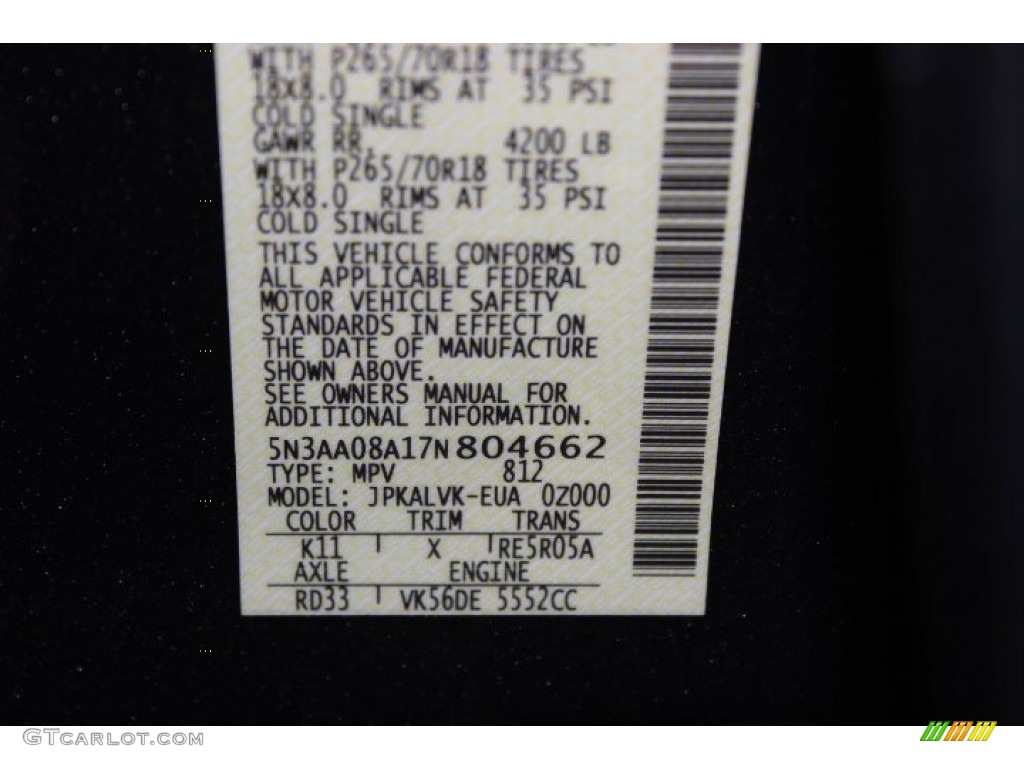 WITH P265/70R18 TIRES
18X8.0 RIMS AT 35 PSI
COLD SINGLE
GAWR RR. 4200 LB
WITH P265/70R18 TIRES
18X8.0 RIMS AT 35 PSI
COLD SINGLE
THIS VEHICLE CONFORMS TO
ALL APPLICABLE FEDERAL
MOTOR VEHICLE SAFETY
STANDARDS IN EFFECT ON
THE DATE OF MANUFACTURE
SHOWN ABOVE.
SEE OWNERS MANUAL FOR
ADDITIONAL INFORMATION.
5N3AA08A17N804662
TYPE: MPV 812
MODEL: JPKALVK-EUA 0Z000
COLOR TRIM TRANS
K11 X RE5R05A
AXLE ENGINE
RD33 VK56DE 5552CC
GTCARLOT.COM